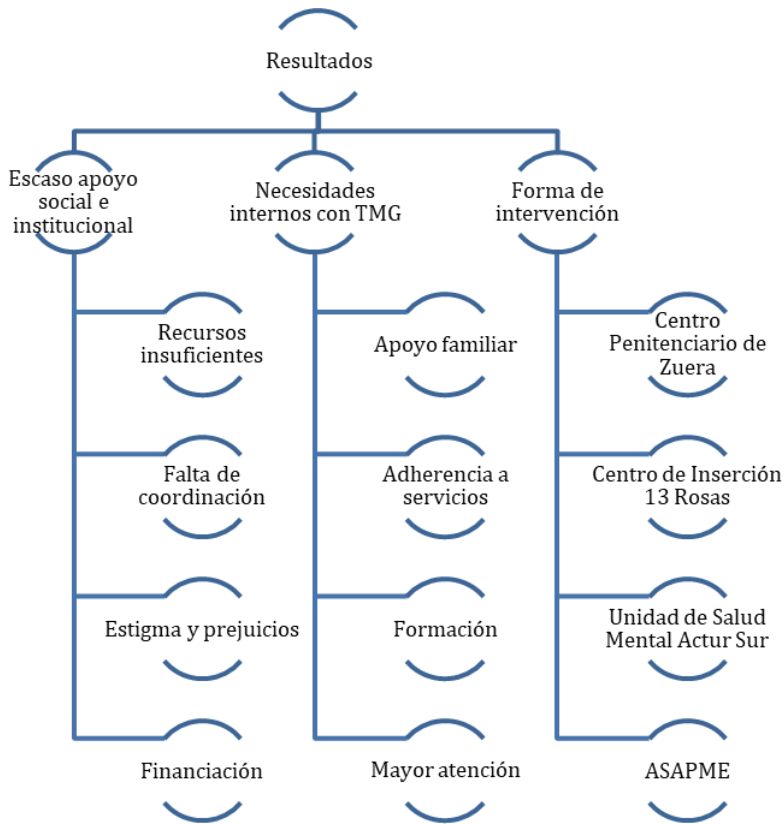 Resultados
Escaso apoyo
social e
institucional
Necesidades
internos con TMG
Forma de
intervención
Recursos
insuficientes
Apoyo familiar
Centro
Penitenciario de
Zuera
Falta de
coordinación
Adherencia a
servicios
Centro de Inserción
13 Rosas
Estigma y prejuicios
Formación
Unidad de Salud
Mental Actur Sur
Financiación
Mayor atención
ASAPME